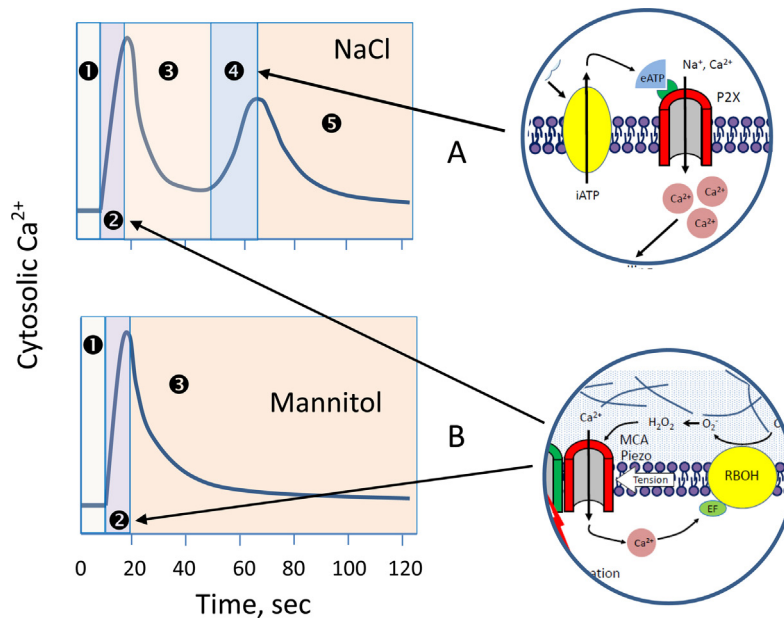 ❶ ❸ ❹ NaCl
❺
❷
A
eATP Na⁺, Ca²⁺
P2X
iATP
Ca²⁺ Ca²⁺
Ca²⁺
Cytosolic Ca²⁺
❶
❸
Mannitol
❷
B
Ca²⁺ H₂O₂ O₂⁻
MCA
Piezo
RBOH
Tension
EF
Ca²⁺
0 20 40 60 80 100 120
Time, sec